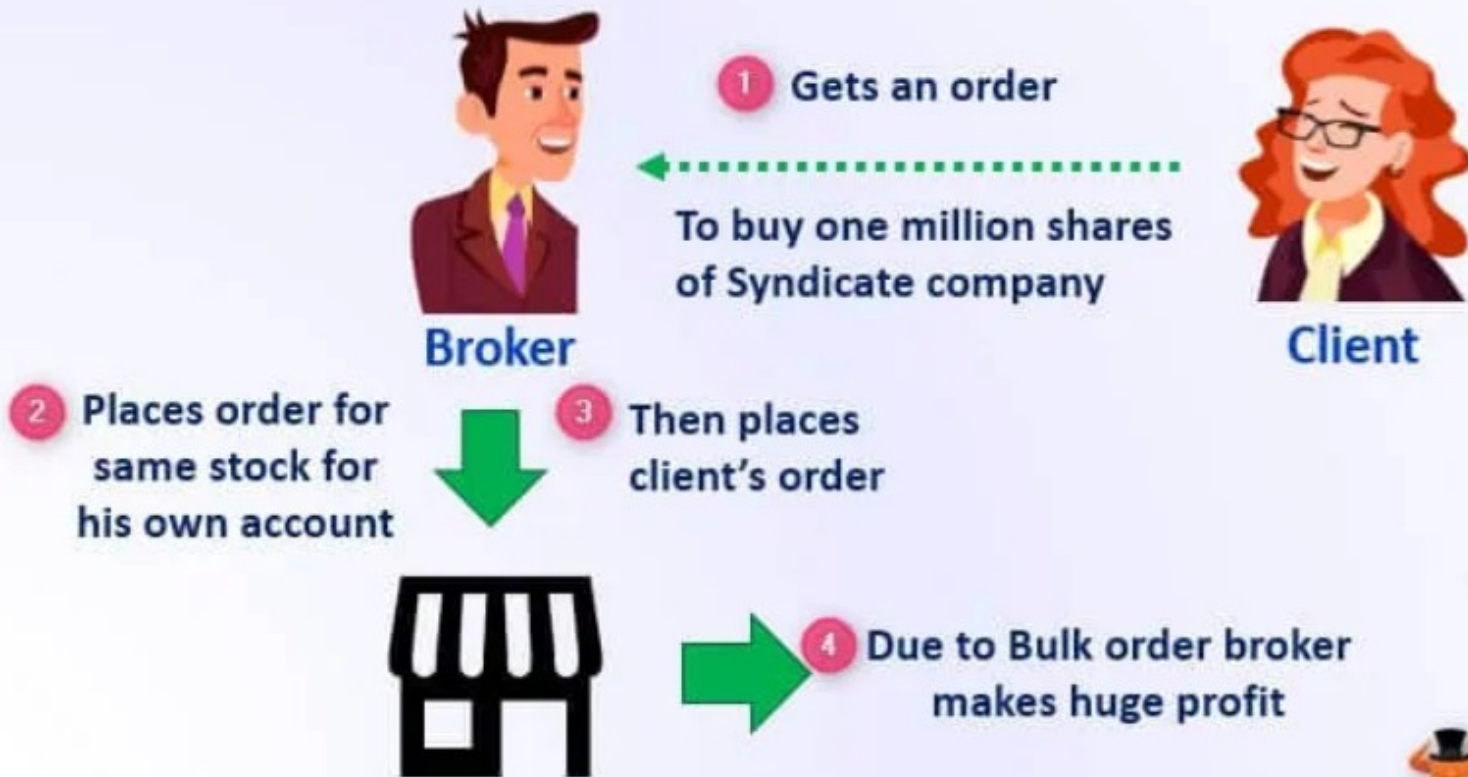 1 Gets an order
To buy one million shares
of Syndicate company
Broker
Client
2 Places order for
same stock for
his own account
3 Then places
client's order
4 Due to Bulk order broker
makes huge profit